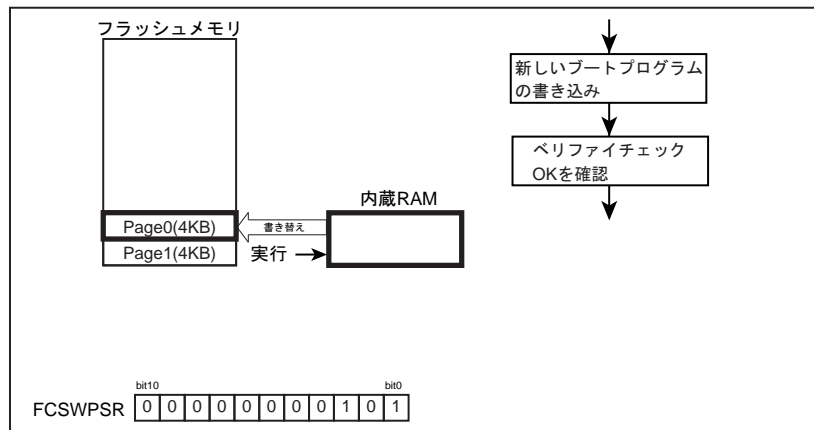 フラッシュメモリ
Page0(4KB)
Page1(4KB)
書き替え
内蔵RAM
実行
新しいブートプログラム
の書き込み
ベリファイチェック
OKを確認
bit10
bit0
FCSWPSR 0 0 0 0 0 0 0 0 1 0 1